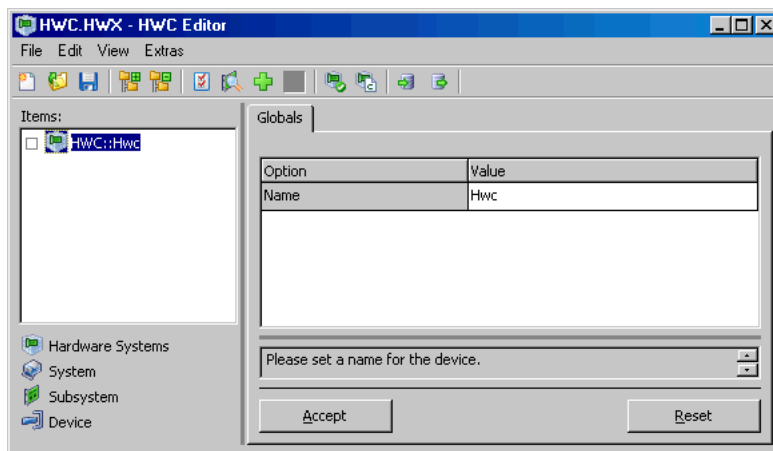 HWC.HWX - HWC Editor
File Edit View Extras
Items:
HWC::Hwc
Hardware Systems
System
Subsystem
Device
Globals
Option Value
Name Hwc
Please set a name for the device.
Accept Reset